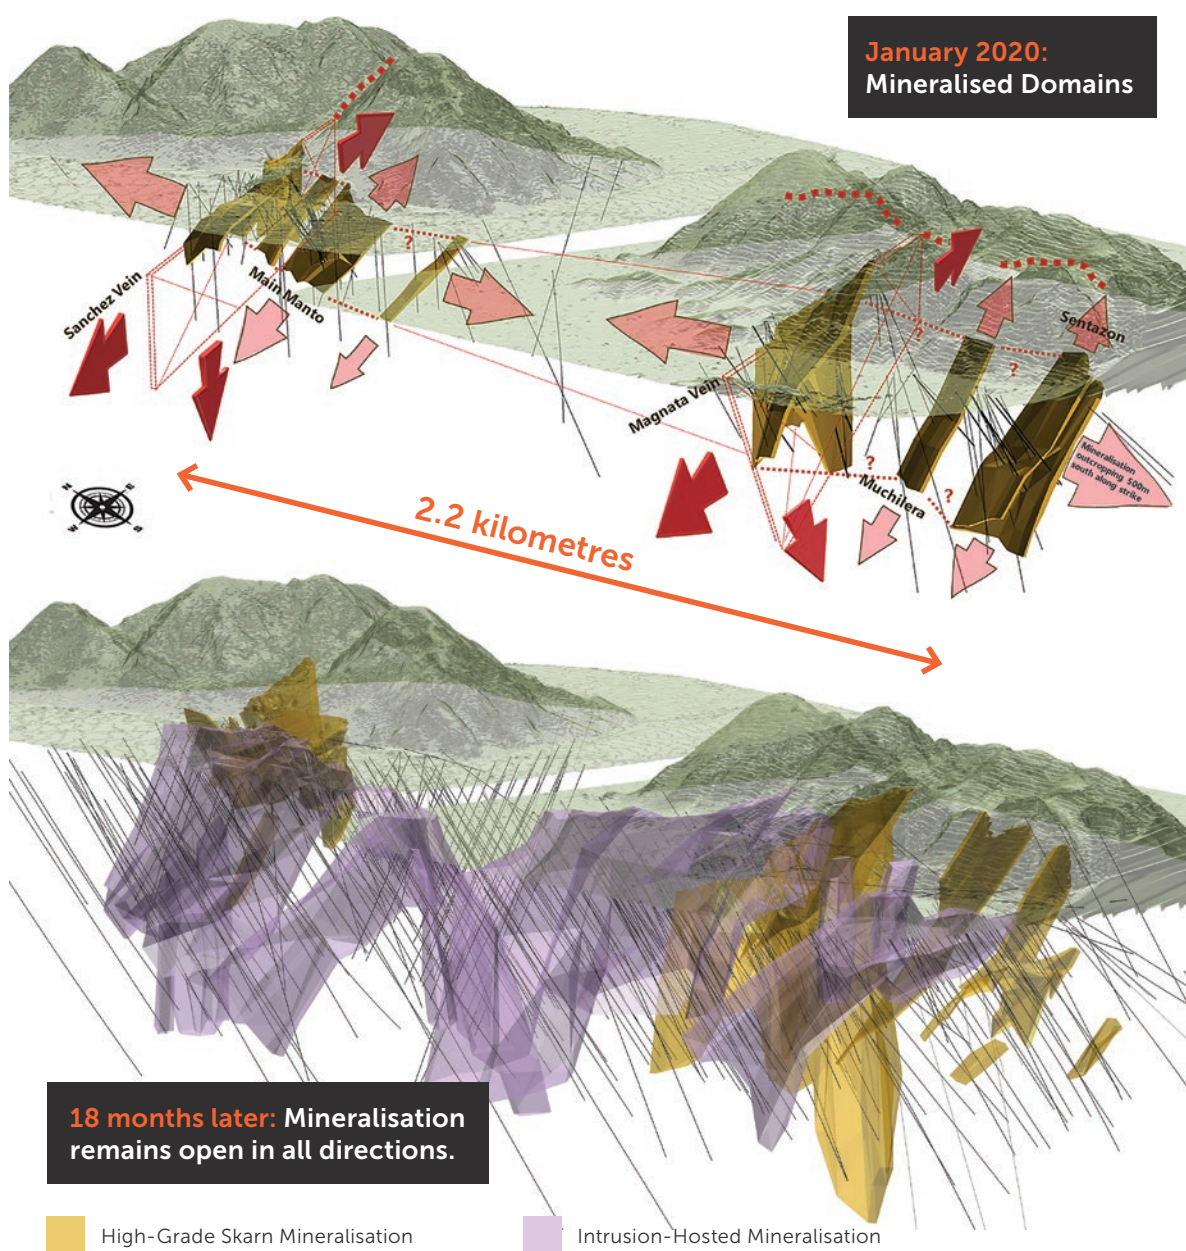 January 2020:
Mineralised Domains
?
Sanchez Vein
Main Manto
Sentazon
?
?
Magnata Vein
?
Muchilera
?
Mineralisation
outcropping 500m
south along strike
N
E
W
S
2.2 kilometres
18 months later: Mineralisation
remains open in all directions.
High-Grade Skarn Mineralisation
Intrusion-Hosted Mineralisation